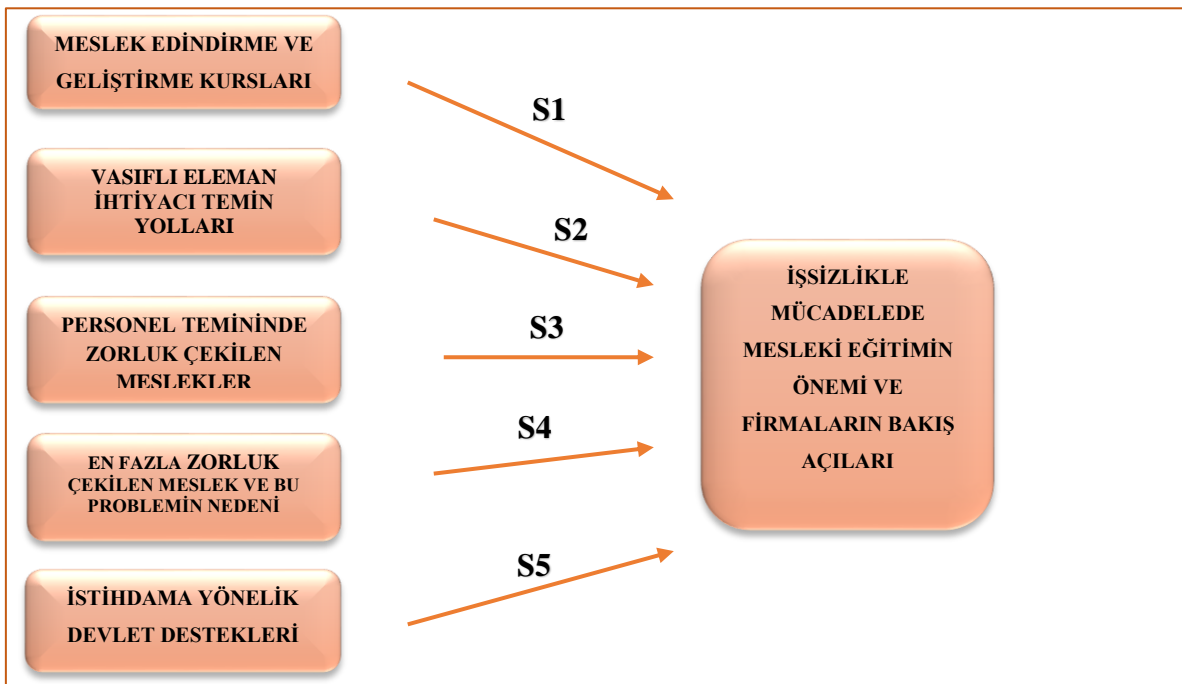 MESLEK EDİNDİRME VE
GELİŞTİRME KURSLARI
S1
VASIFLI ELEMAN
İHTİYACI TEMİN
YOLLARI
S2
PERSONEL TEMİNİNDE
ZORLUK ÇEKİLEN
MESLEKLER
S3
EN FAZLA ZORLUK
ÇEKİLEN MESLEK VE BU
PROBLEMİN NEDENİ
S4
İSTİHDAMA YÖNELİK
DEVLET DESTEKLERİ
S5
İŞSİZLİKLE
MÜCADELEDE
MESLEKİ EĞİTİMİN
ÖNEMİ VE
FİRMALARIN BAKIŞ
AÇILARI